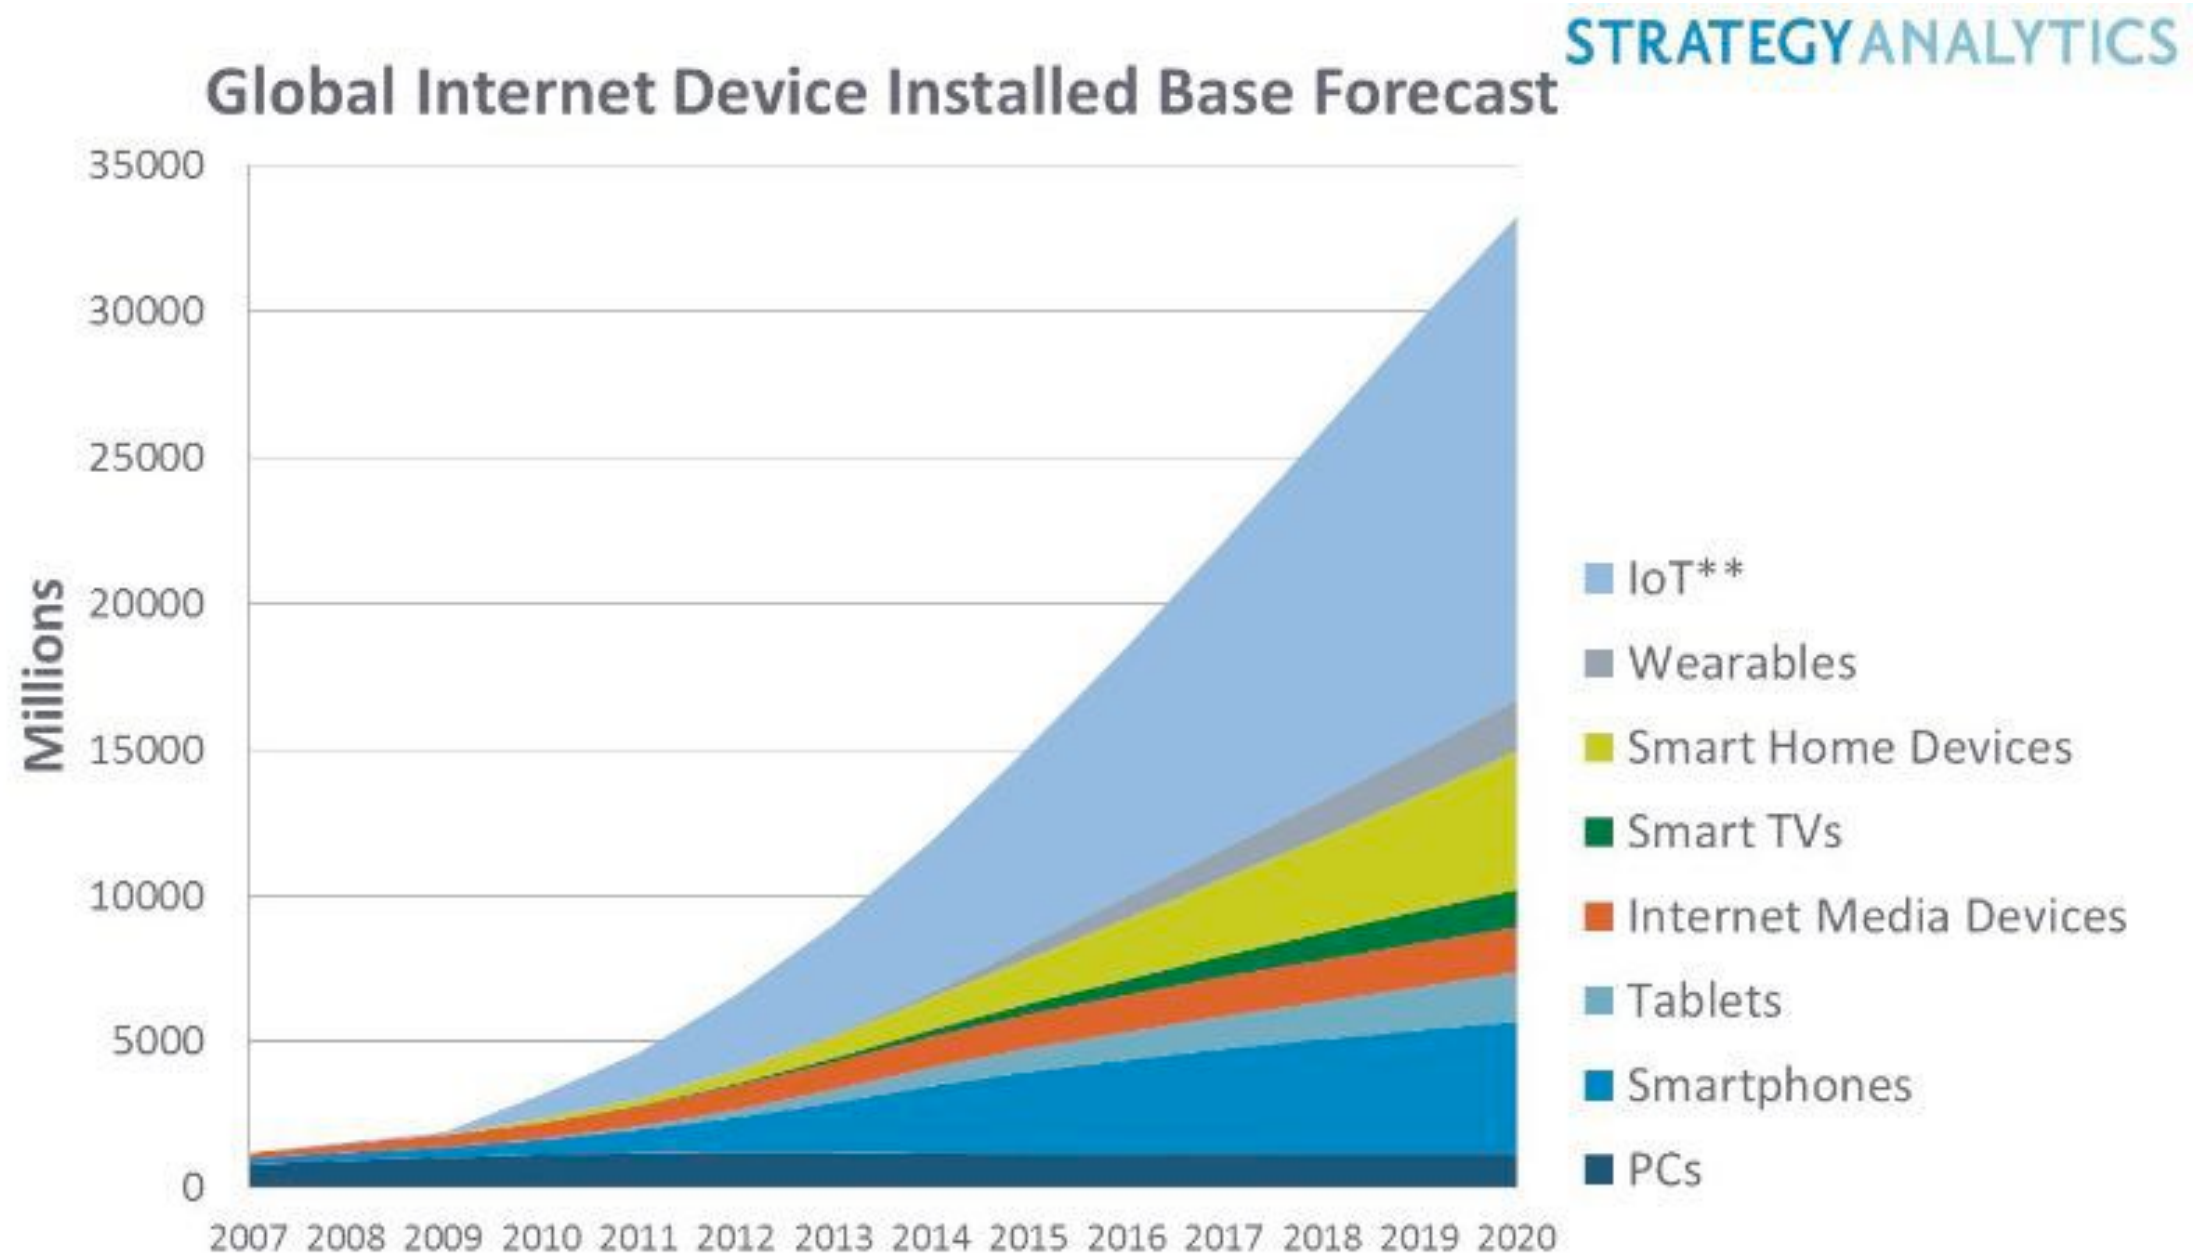 STRATEGYANALYTICS
Global Internet Device Installed Base Forecast
Millions
35000
30000
25000
20000
15000
10000
5000
0
2007 2008 2009 2010 2011 2012 2013 2014 2015 2016 2017 2018 2019 2020
IoT**
Wearables
Smart Home Devices
Smart TVs
Internet Media Devices
Tablets
Smartphones
PCs